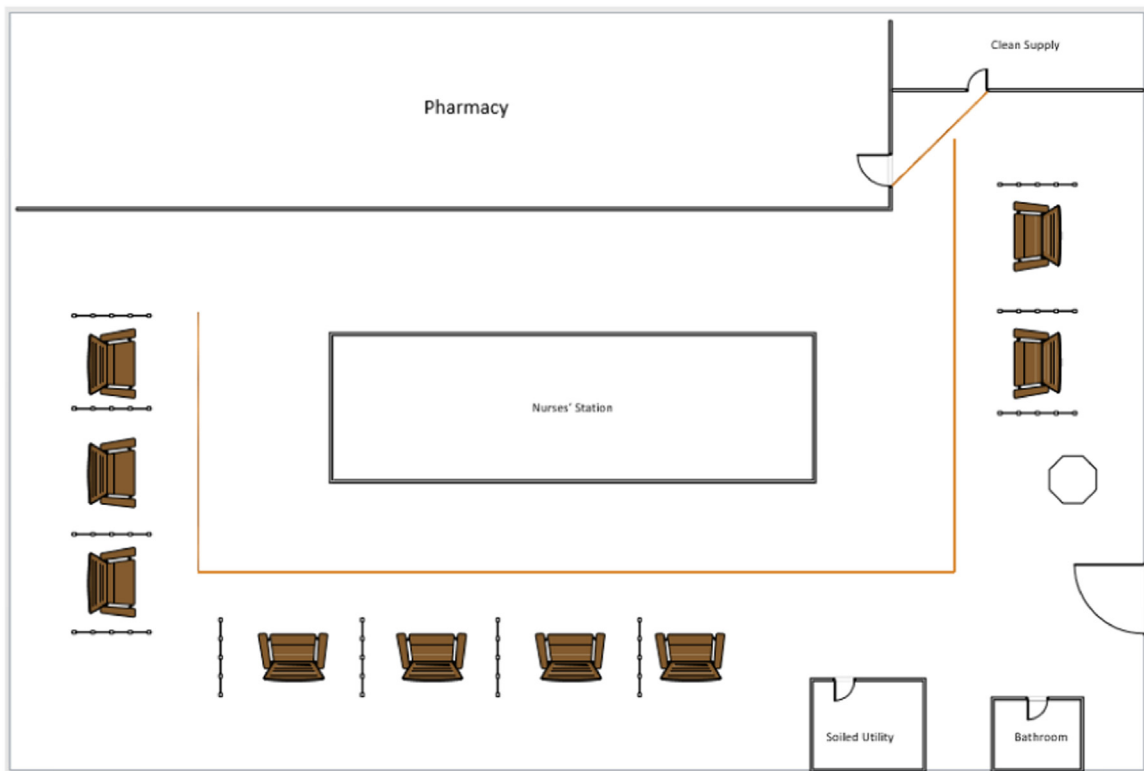 Clean Supply
Pharmacy
Nurses' Station
Soiled Utility
Bathroom